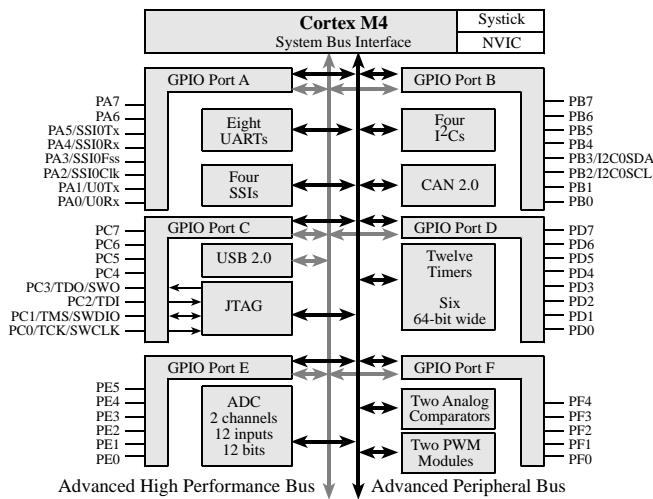 Cortex M4
System Bus Interface
Systick
NVIC
GPIO Port A
PA7
PA6
PA5/SSI0Tx
PA4/SSI0Rx
PA3/SSI0Fss
PA2/SSI0Clk
PA1/U0Tx
PA0/U0Rx
Eight
UARTs
Four
SSIs
GPIO Port B
PB7
PB6
PB5
PB4
PB3/I2C0SDA
PB2/I2C0SCL
PB1
PB0
Four
I²Cs
CAN 2.0
GPIO Port C
PC7
PC6
PC5
PC4
PC3/TDO/SWO
PC2/TDI
PC1/TMS/SWDIO
PC0/TCK/SWCLK
USB 2.0
JTAG
GPIO Port D
PD7
PD6
PD5
PD4
PD3
PD2
PD1
PD0
Twelve
Timers
Six
64-bit wide
GPIO Port E
PE5
PE4
PE3
PE2
PE1
PE0
ADC
2 channels
12 inputs
12 bits
GPIO Port F
PF4
PF3
PF2
PF1
PF0
Two Analog
Comparators
Two PWM
Modules
Advanced High Performance Bus
Advanced Peripheral Bus